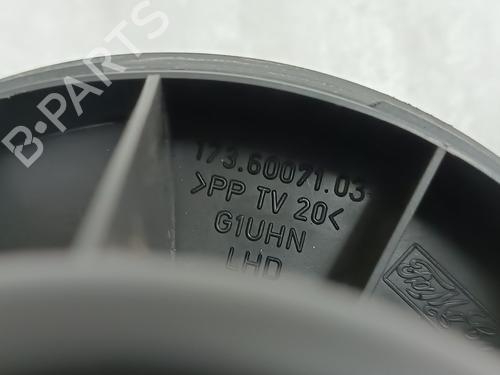 B-PARTS
173.60071.03
>PP TV 20<
G1UHN
LHD